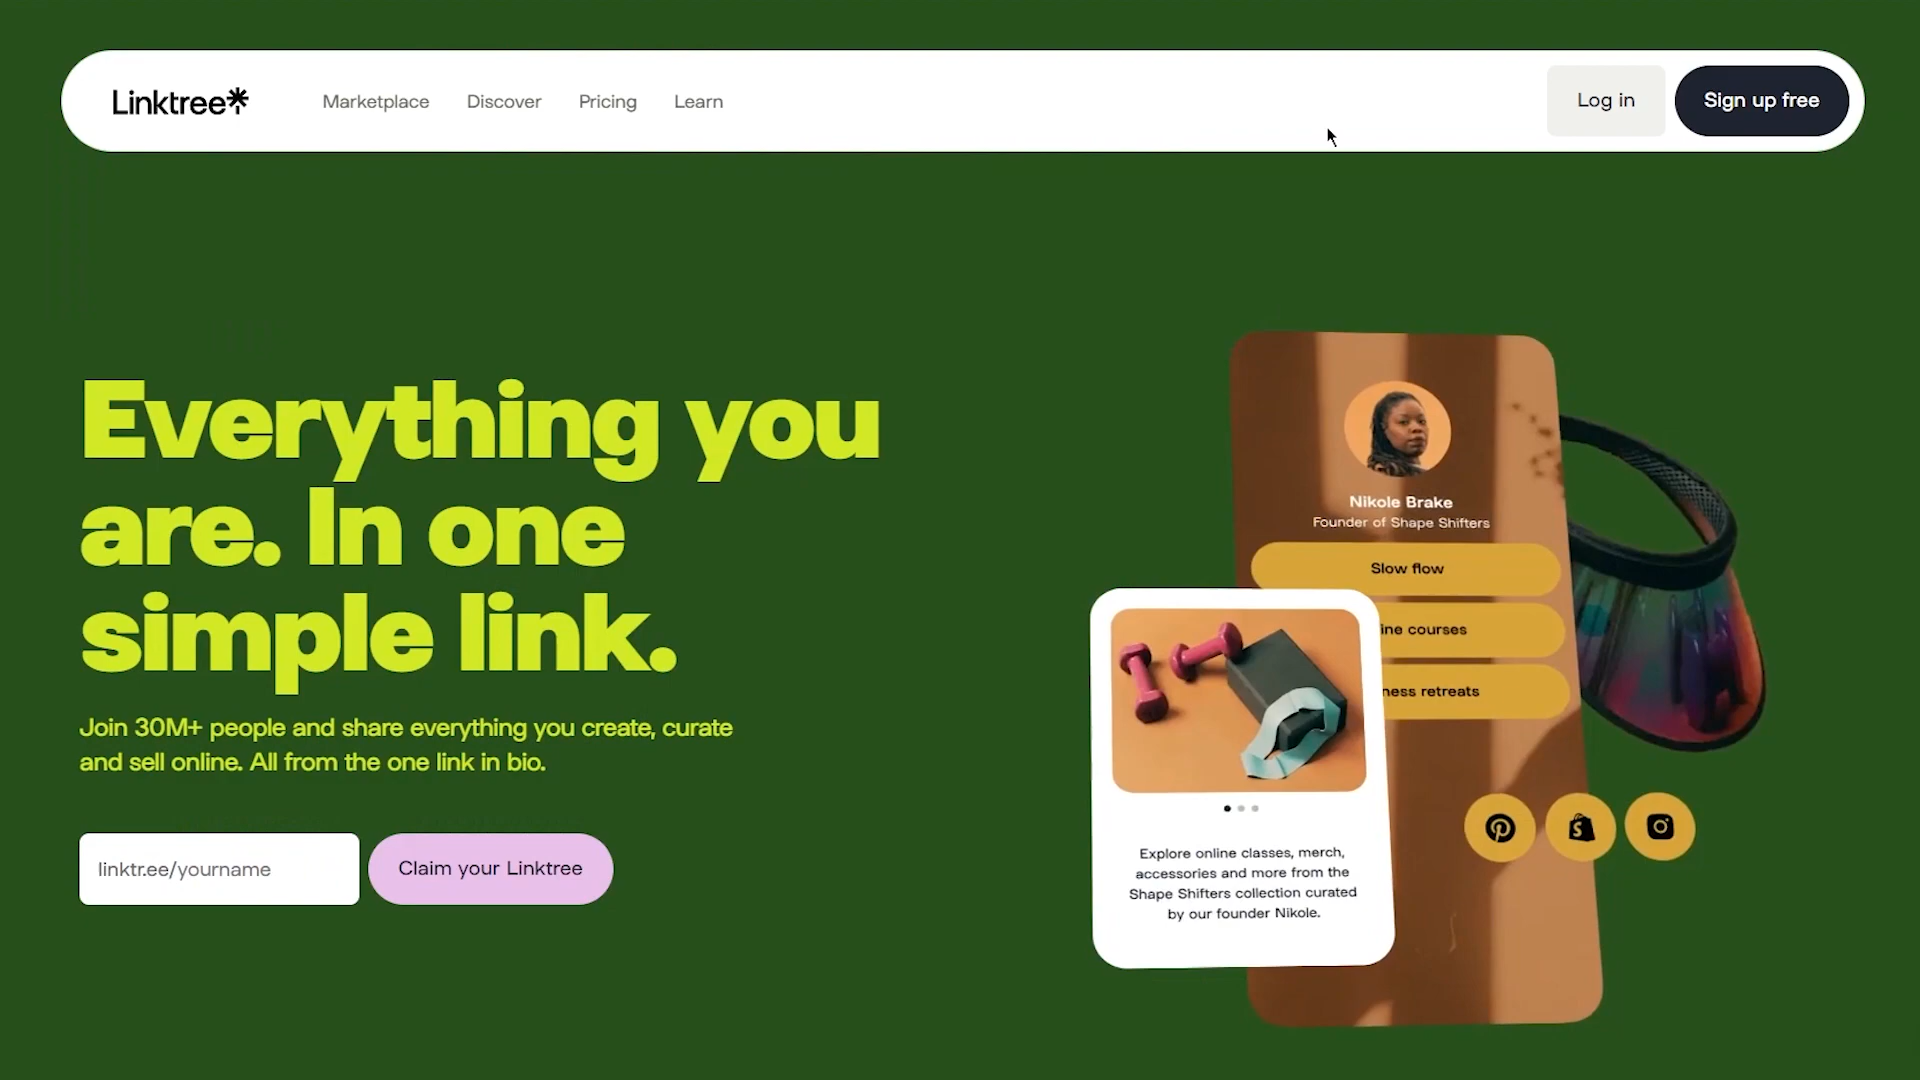 Linktree
Marketplace
Discover
Pricing
Learn
Log in
Sign up free
Everything you
are. In one
simple link.
Join 30M+ people and share everything you create, curate
and sell online. All from the one link in bio.
linktr.ee/yourname
Claim your Linktree
Nikole Brake
Founder of Shape Shifters
Slow flow
courses
retreats
Explore online classes, merch,
accessories and more from the
Shape Shifters collection curated
by our founder Nikole.